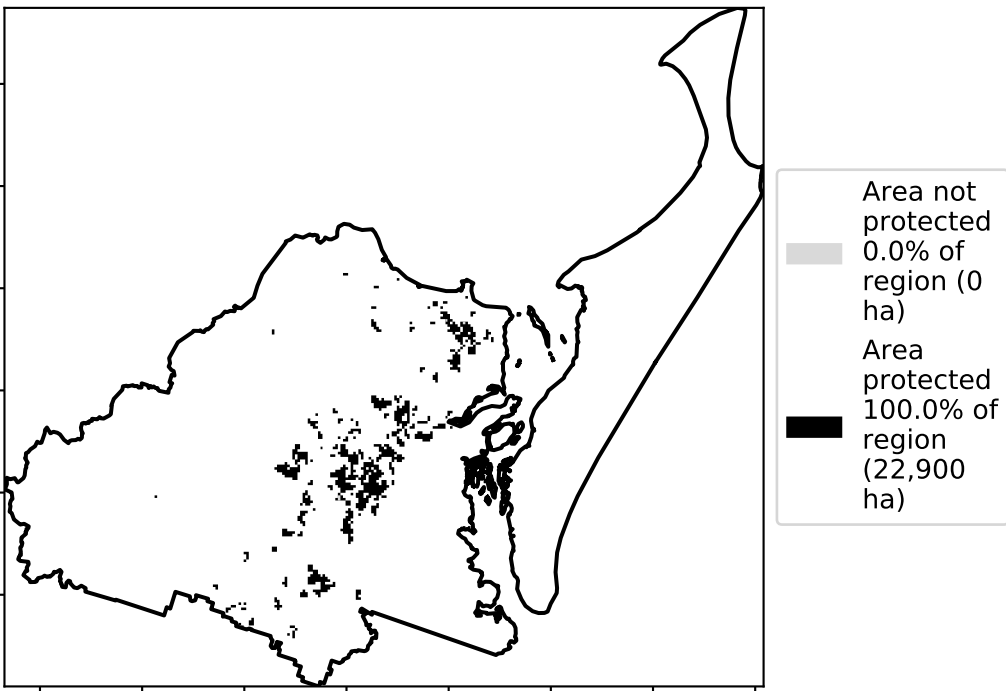 Area not
protected
0.0% of
region (0
ha)
Area
protected
100.0% of
region
(22,900
ha)